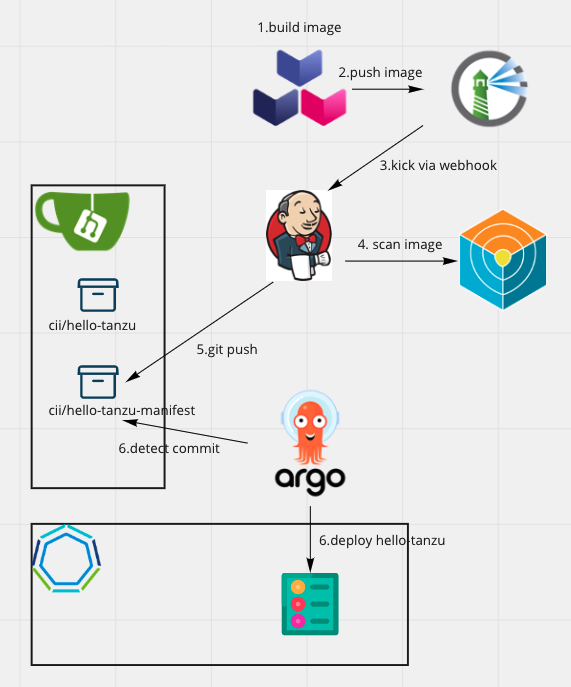 1.build image
2.push image
3.kick via webhook
4. scan image
cii/hello-tanzu
5.git push
cii/hello-tanzu-manifest
6.detect commit
argo
6.deploy hello-tanzu